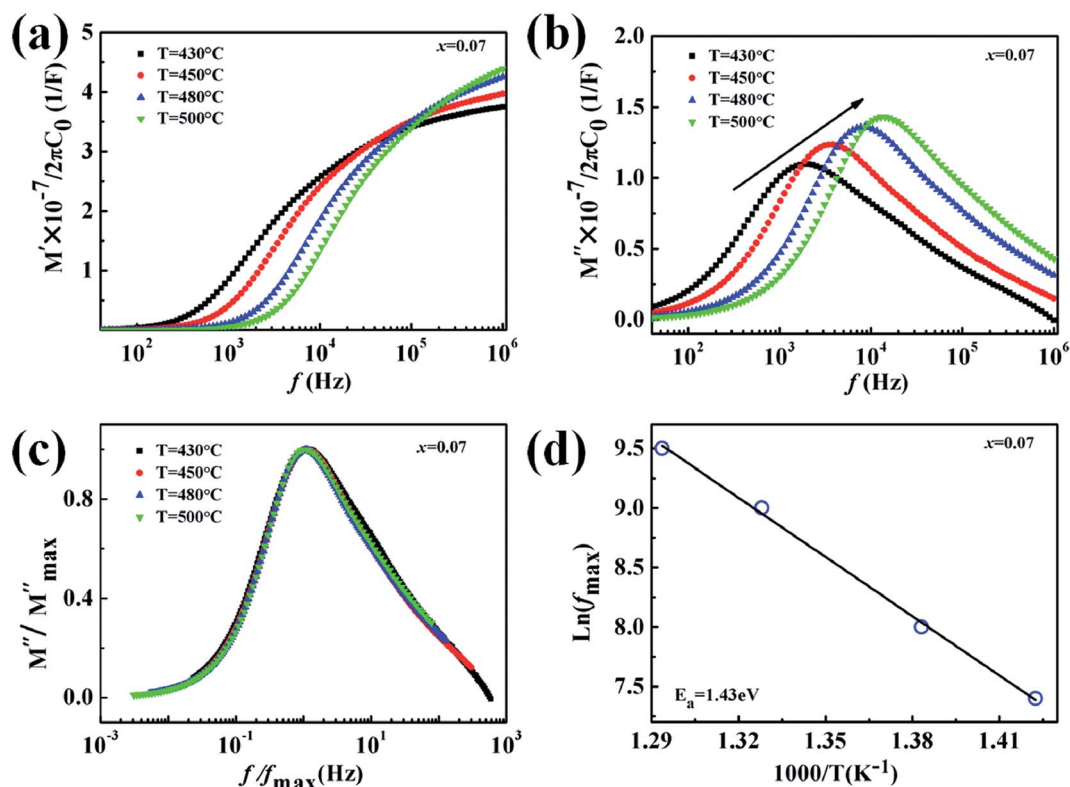 (a)
M′×10⁻⁷/2πC₀ (1/F)
5
4
3
2
1
T=430°C
T=450°C
T=480°C
T=500°C
x=0.07
10² 10³ 10⁴ 10⁵ 10⁶
f (Hz)
(b)
M″×10⁻⁷/2πC₀ (1/F)
2.0
1.5
1.0
0.5
0.0
T=430°C
T=450°C
T=480°C
T=500°C
x=0.07
10² 10³ 10⁴ 10⁵ 10⁶
f (Hz)
(c)
M″/ M″max
0.8
0.4
0.0
T=430°C
T=450°C
T=480°C
T=500°C
x=0.07
10⁻³ 10⁻¹ 10¹ 10³
f/fmax(Hz)
(d)
Ln(fmax)
9.5
9.0
8.5
8.0
7.5
x=0.07
Ea=1.43eV
1.29 1.32 1.35 1.38 1.41
1000/T(K⁻¹)